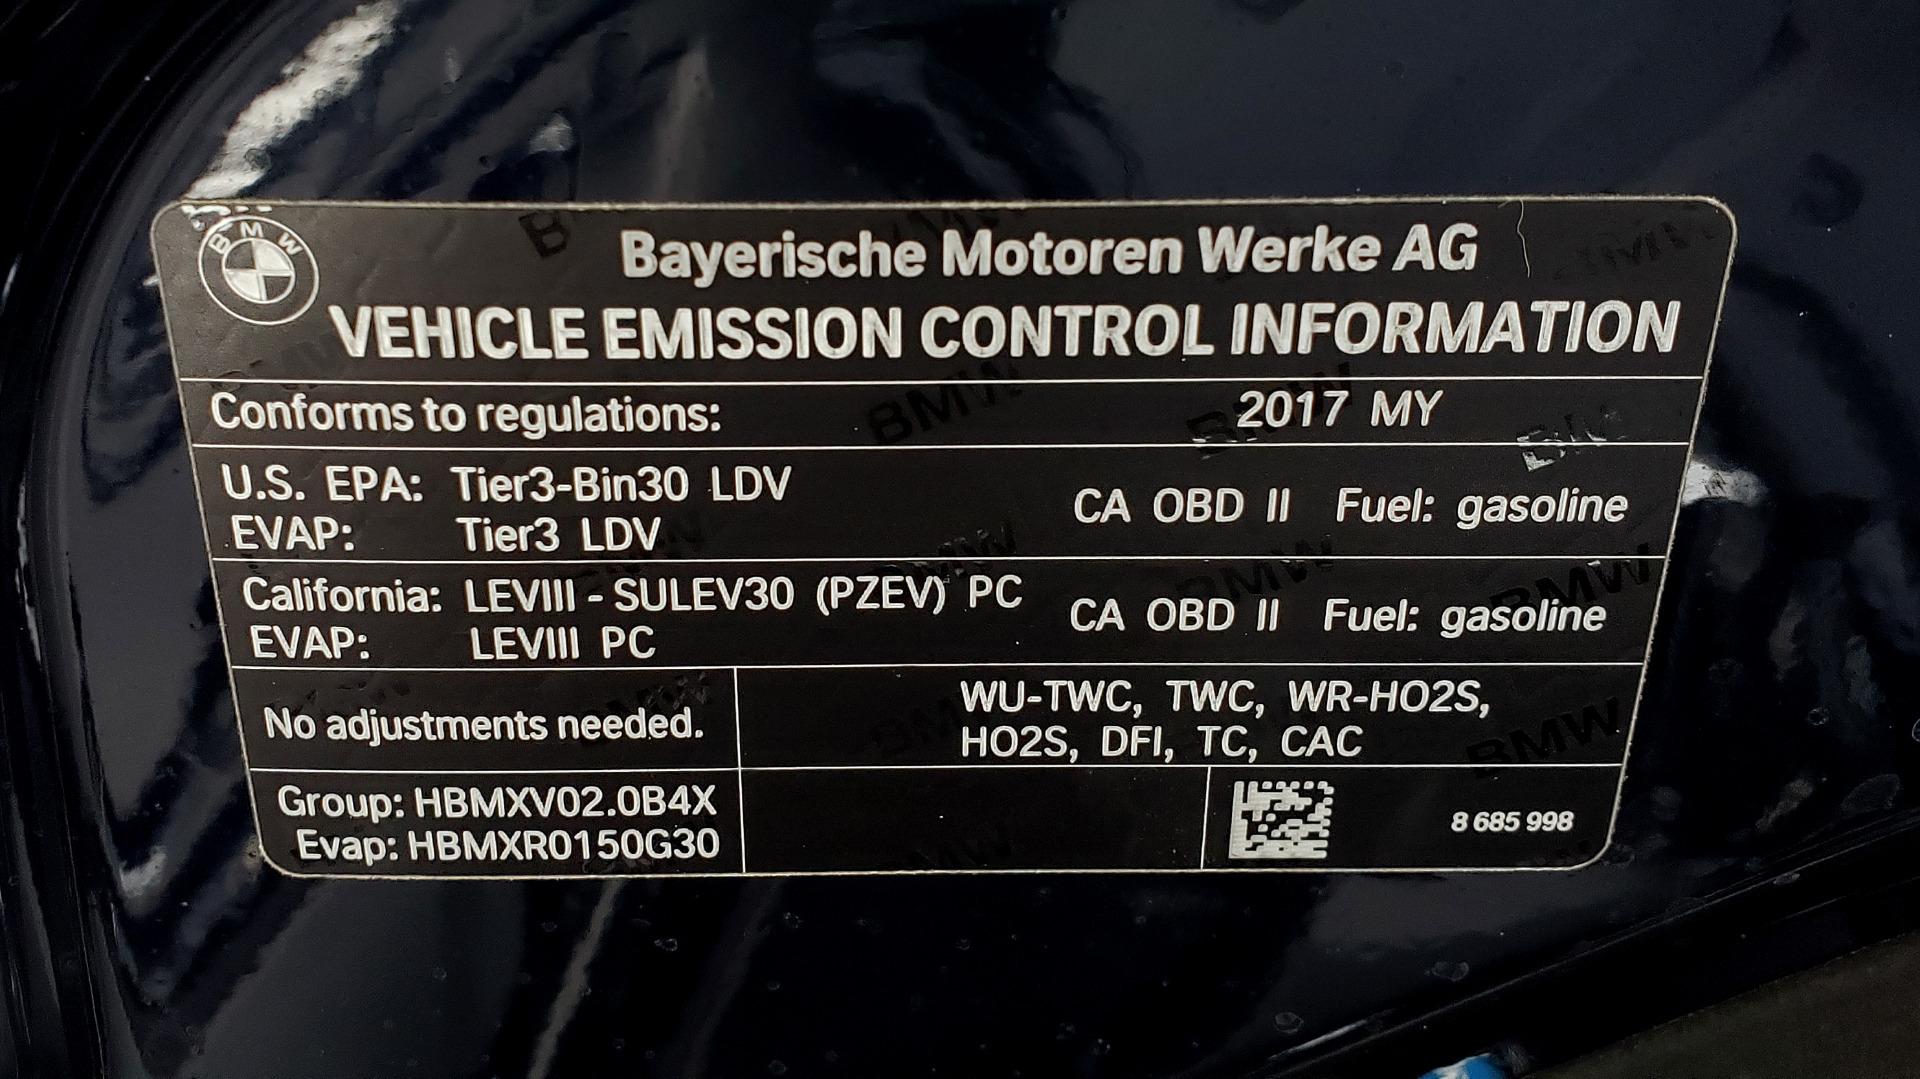 BMW
Bayerische Motoren Werke AG
VEHICLE EMISSION CONTROL INFORMATION
Conforms to regulations: 2017 MY
U.S. EPA: Tier3-Bin30 LDV
EVAP: Tier3 LDV
CA OBD II Fuel: gasoline
California: LEVIII - SULEV30 (PZEV) PC
EVAP: LEVIII PC
CA OBD II Fuel: gasoline
No adjustments needed.
WU-TWC, TWC, WR-HO2S,
HO2S, DFI, TC, CAC
Group: HBMXV02.0B4X
Evap: HBMXR0150G30
8 685 998